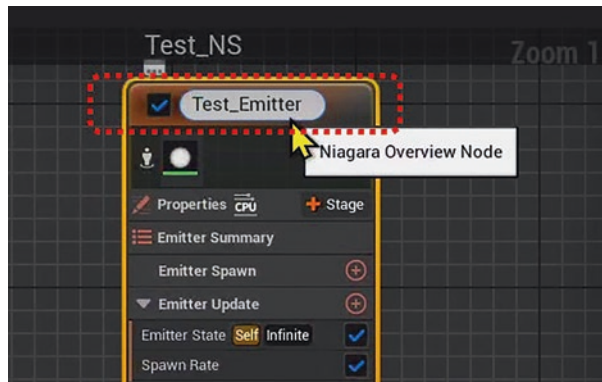 Test_NS
Zoom 1
Test_Emitter
Niagara Overview Node
Properties CPU + Stage
Emitter Summary
Emitter Spawn
Emitter Update
Emitter State Self Infinite
Spawn Rate